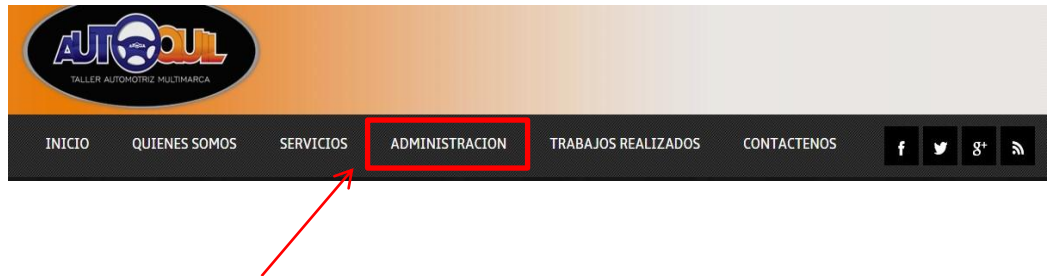 AUTOQUIL
TALLER AUTOMOTRIZ MULTIMARCA
INICIO QUIENES SOMOS SERVICIOS ADMINISTRACION TRABAJOS REALIZADOS CONTACTENOS f g+